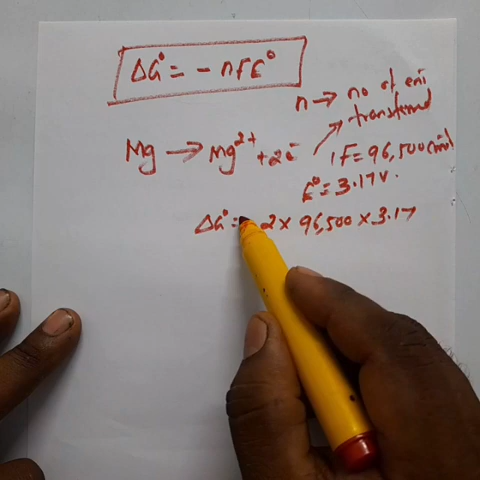 ΔG° = - nFE°
n → no of
transferred
Mg → Mg²⁺ + 2e⁻
1F = 96,500 c/mol
E° = 3.17V.
ΔG° = 2 × 96,500 × 3.17